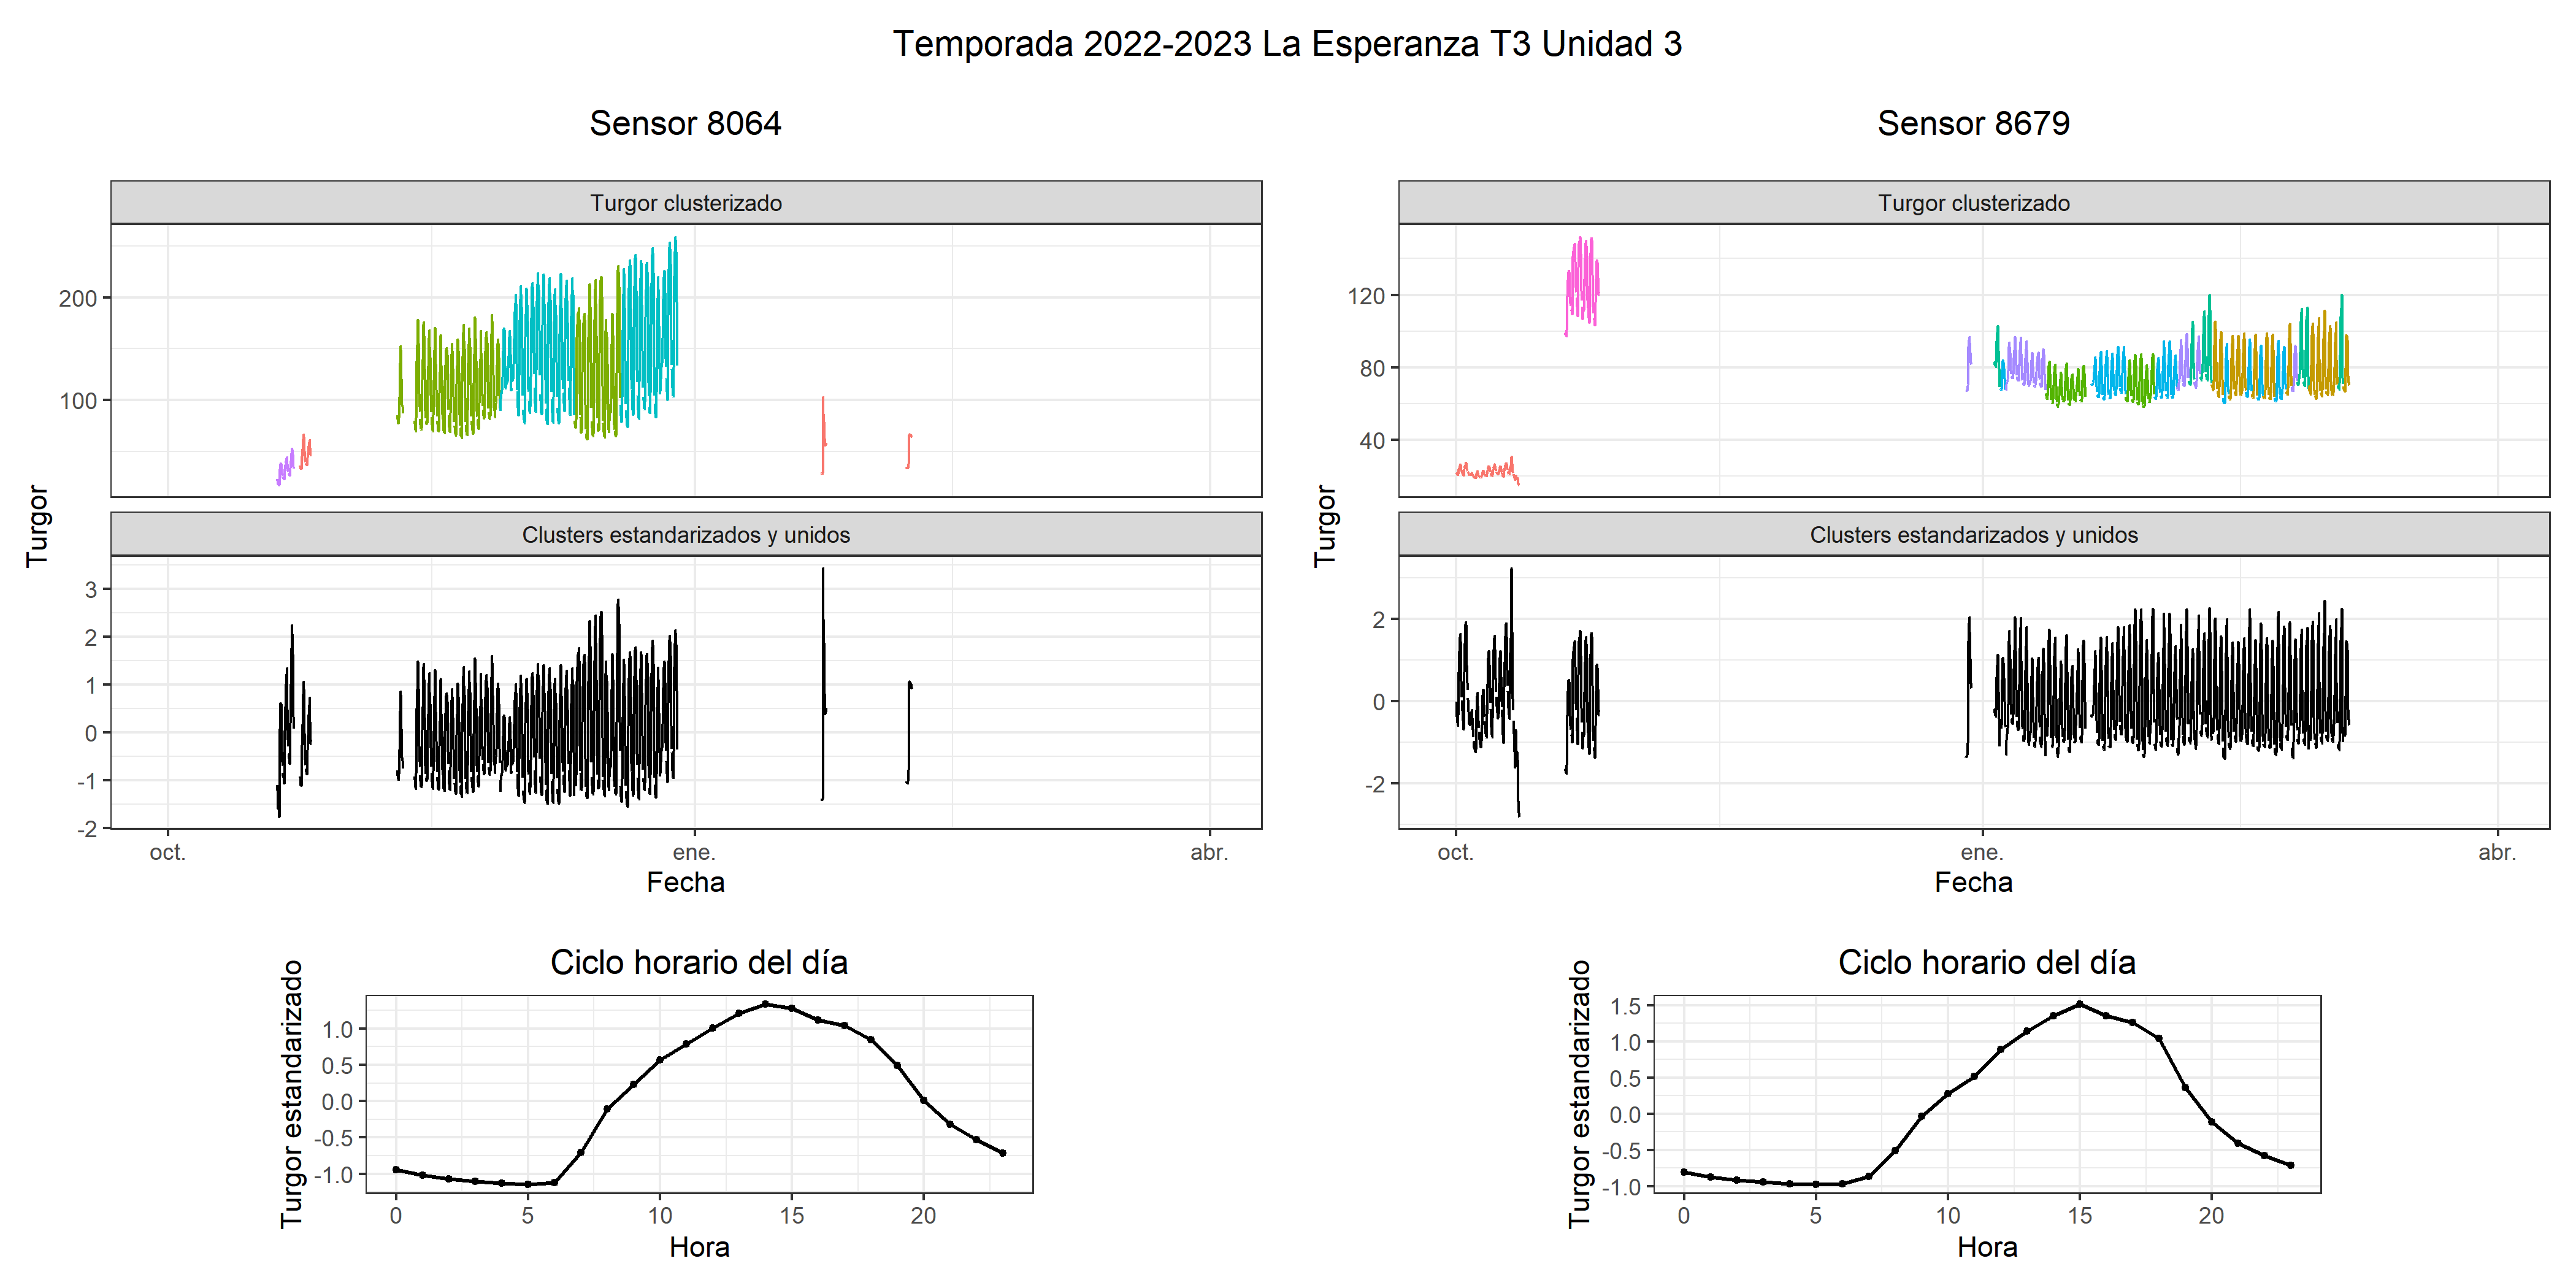 Temporada 2022-2023 La Esperanza T3 Unidad 3
Sensor 8064
Turgor clusterizado
200
100
Turgor
Clusters estandarizados y unidos
3
2
1
0
-1
-2
oct.
ene.
abr.
Fecha
Ciclo horario del día
Turgor estandarizado
1.0
0.5
0.0
-0.5
-1.0
0
5
10
15
20
Hora
Sensor 8679
Turgor clusterizado
120
80
40
Turgor
Clusters estandarizados y unidos
2
0
-2
oct.
ene.
abr.
Fecha
Ciclo horario del día
Turgor estandarizado
1.5
1.0
0.5
0.0
-0.5
-1.0
0
5
10
15
20
Hora